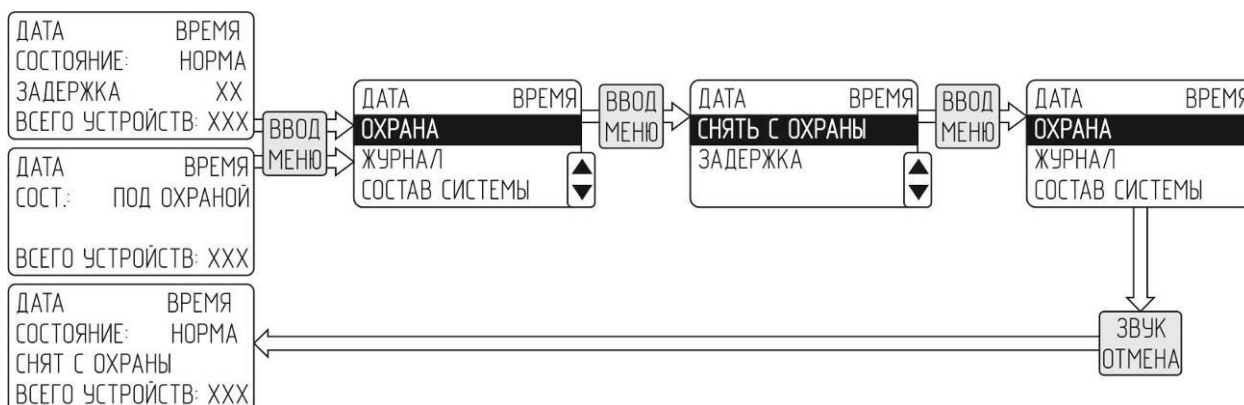 ДАТА ВРЕМЯ
СОСТОЯНИЕ: НОРМА
ЗАДЕРЖКА XX
ВСЕГО УСТРОЙСТВ: XXX
ДАТА ВРЕМЯ
СОСТ.: ПОД ОХРАНОЙ
ВСЕГО УСТРОЙСТВ: XXX
ВВОД
МЕНЮ
ДАТА ВРЕМЯ
ОХРАНА
ЖУРНАЛ
СОСТАВ СИСТЕМЫ
ВВОД
МЕНЮ
ДАТА ВРЕМЯ
СНЯТЬ С ОХРАНЫ
ЗАДЕРЖКА
ВВОД
МЕНЮ
ДАТА ВРЕМЯ
ОХРАНА
ЖУРНАЛ
СОСТАВ СИСТЕМЫ
ЗВУК
ОТМЕНА
ДАТА ВРЕМЯ
СОСТОЯНИЕ: НОРМА
СНЯТ С ОХРАНЫ
ВСЕГО УСТРОЙСТВ: XXX